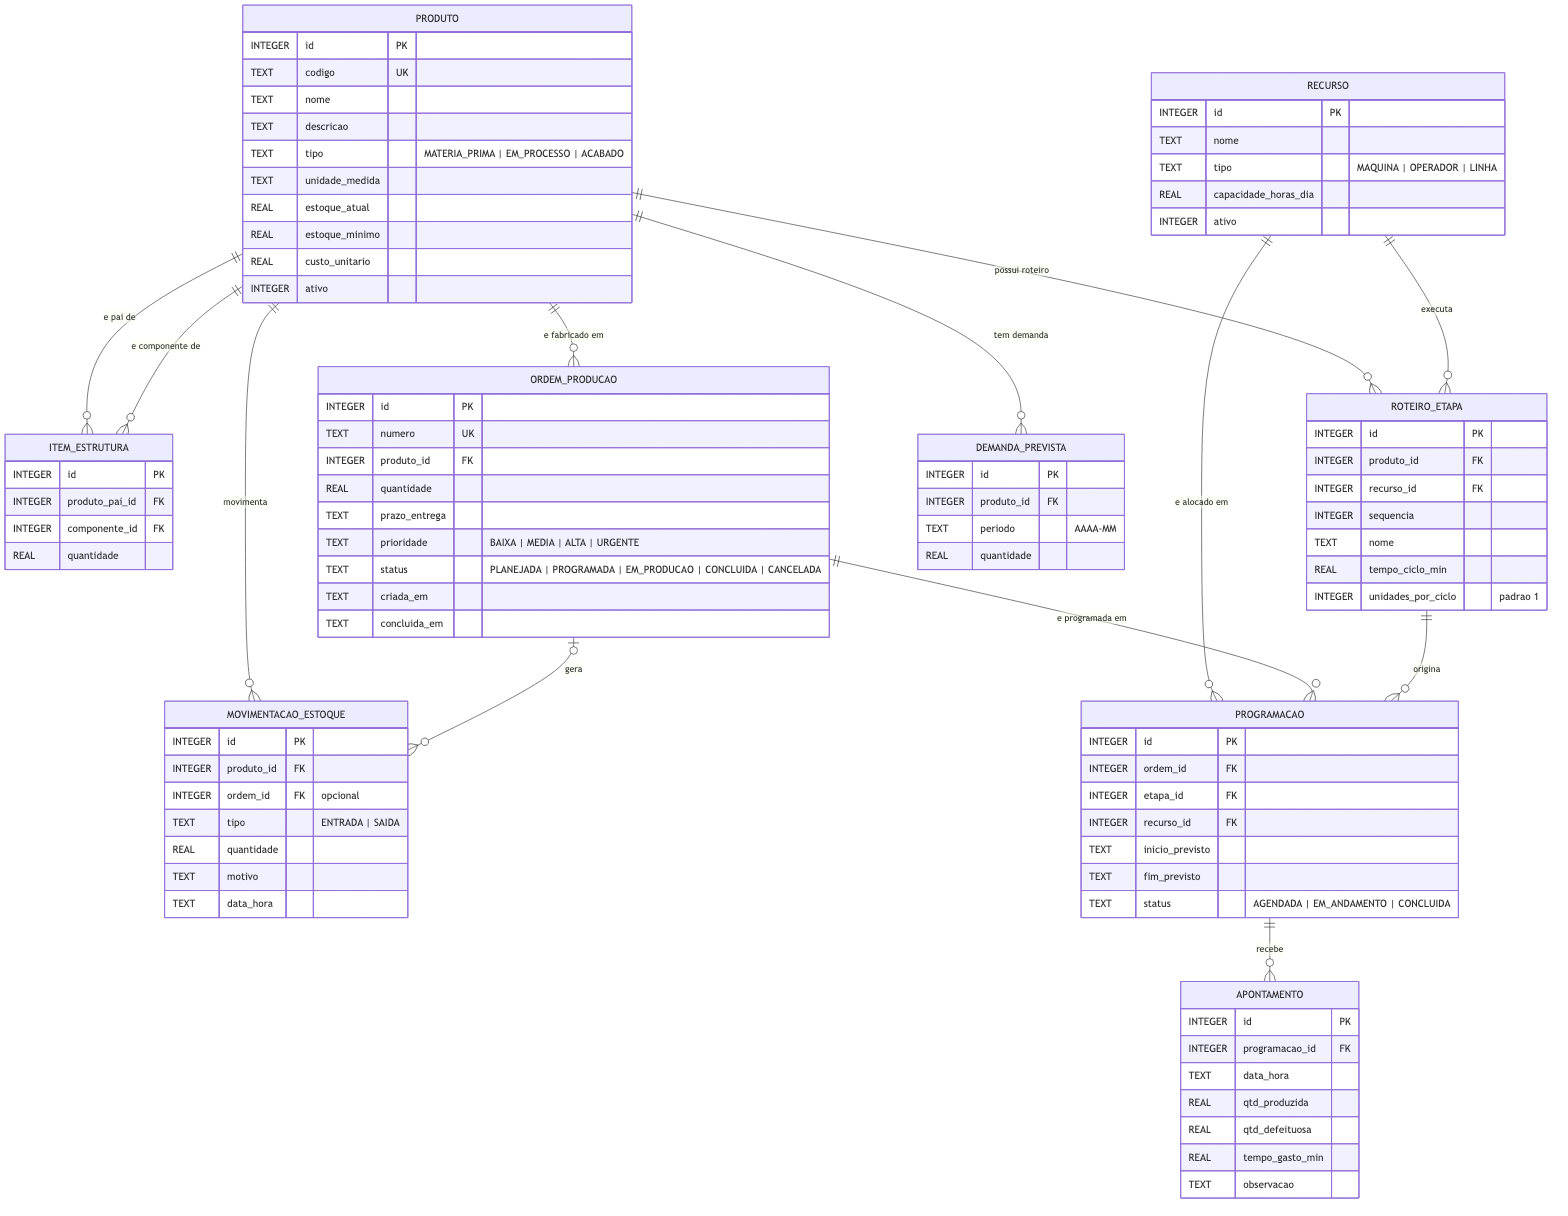 PRODUTO
INTEGER id PK
TEXT codigo UK
TEXT nome
TEXT descricao
TEXT tipo MATERIA_PRIMA | EM_PROCESSO | ACABADO
TEXT unidade_medida
REAL estoque_atual
REAL estoque_minimo
REAL custo_unitario
INTEGER ativo
RECURSO
INTEGER id PK
TEXT nome
TEXT tipo MAQUINA | OPERADOR | LINHA
REAL capacidade_horas_dia
INTEGER ativo
possui roteiro
e pai de
e componente de
e fabricado em
tem demanda
executa
ITEM_ESTRUTURA
INTEGER id PK
INTEGER produto_pai_id FK
INTEGER componente_id FK
REAL quantidade
movimenta
ORDEM_PRODUCAO
INTEGER id PK
TEXT numero UK
INTEGER produto_id FK
REAL quantidade
TEXT prazo_entrega
TEXT prioridade BAIXA | MEDIA | ALTA | URGENTE
TEXT status PLANEJADA | PROGRAMADA | EM_PRODUCAO | CONCLUIDA | CANCELADA
TEXT criada_em
TEXT concluida_em
DEMANDA_PREVISTA
INTEGER id PK
INTEGER produto_id FK
TEXT periodo AAAA-MM
REAL quantidade
e alocado em
ROTEIRO_ETAPA
INTEGER id PK
INTEGER produto_id FK
INTEGER recurso_id FK
INTEGER sequencia
TEXT nome
REAL tempo_ciclo_min
INTEGER unidades_por_ciclo padrao 1
e programada em
gera
origina
MOVIMENTACAO_ESTOQUE
INTEGER id PK
INTEGER produto_id FK
INTEGER ordem_id FK opcional
TEXT tipo ENTRADA | SAIDA
REAL quantidade
TEXT motivo
TEXT data_hora
PROGRAMACAO
INTEGER id PK
INTEGER ordem_id FK
INTEGER etapa_id FK
INTEGER recurso_id FK
TEXT inicio_previsto
TEXT fim_previsto
TEXT status AGENDADA | EM_ANDAMENTO | CONCLUIDA
recebe
APONTAMENTO
INTEGER id PK
INTEGER programacao_id FK
TEXT data_hora
REAL qtd_produzida
REAL qtd_defeituosa
REAL tempo_gasto_min
TEXT observacao